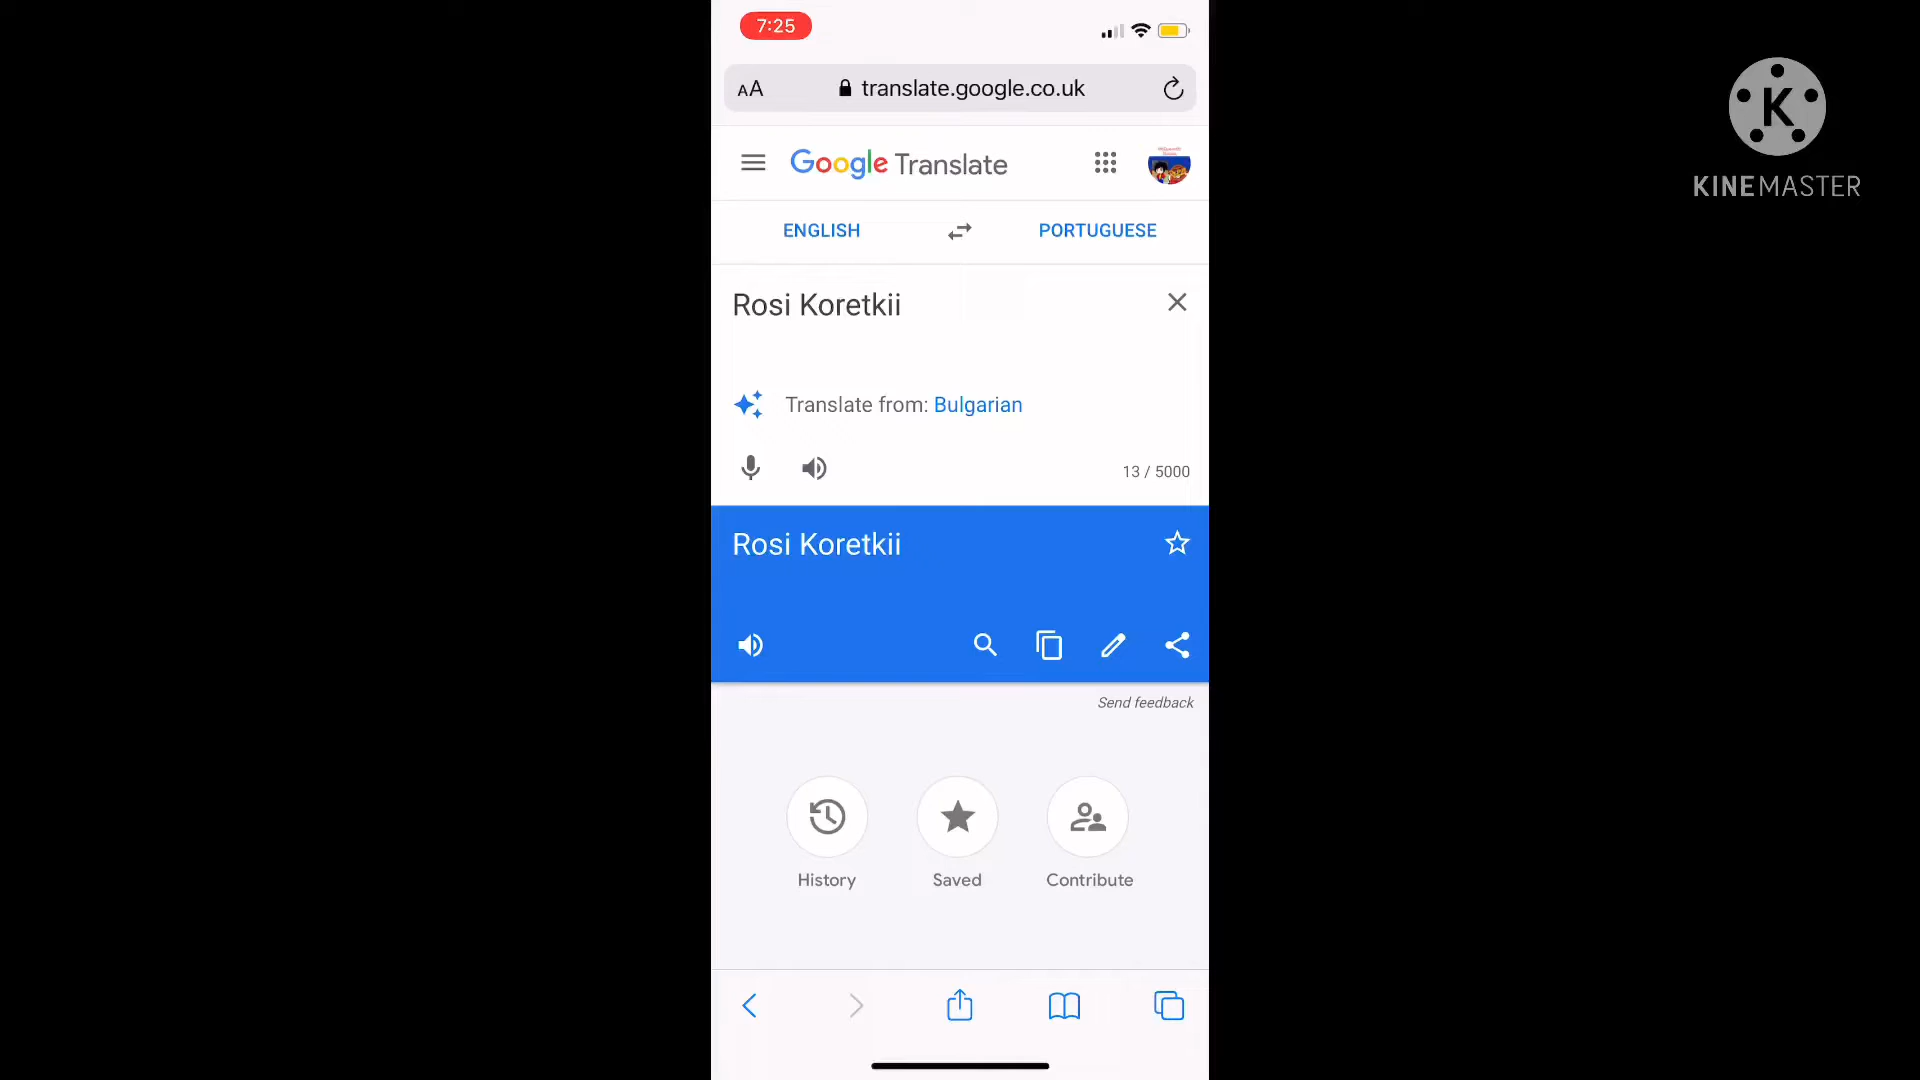 7:25
AA translate.google.co.uk
Google Translate
K
KINEMASTER
ENGLISH PORTUGUESE
Rosi Koretkii
Translate from: Bulgarian
13 / 5000
Rosi Koretkii
Send feedback
History Saved Contribute